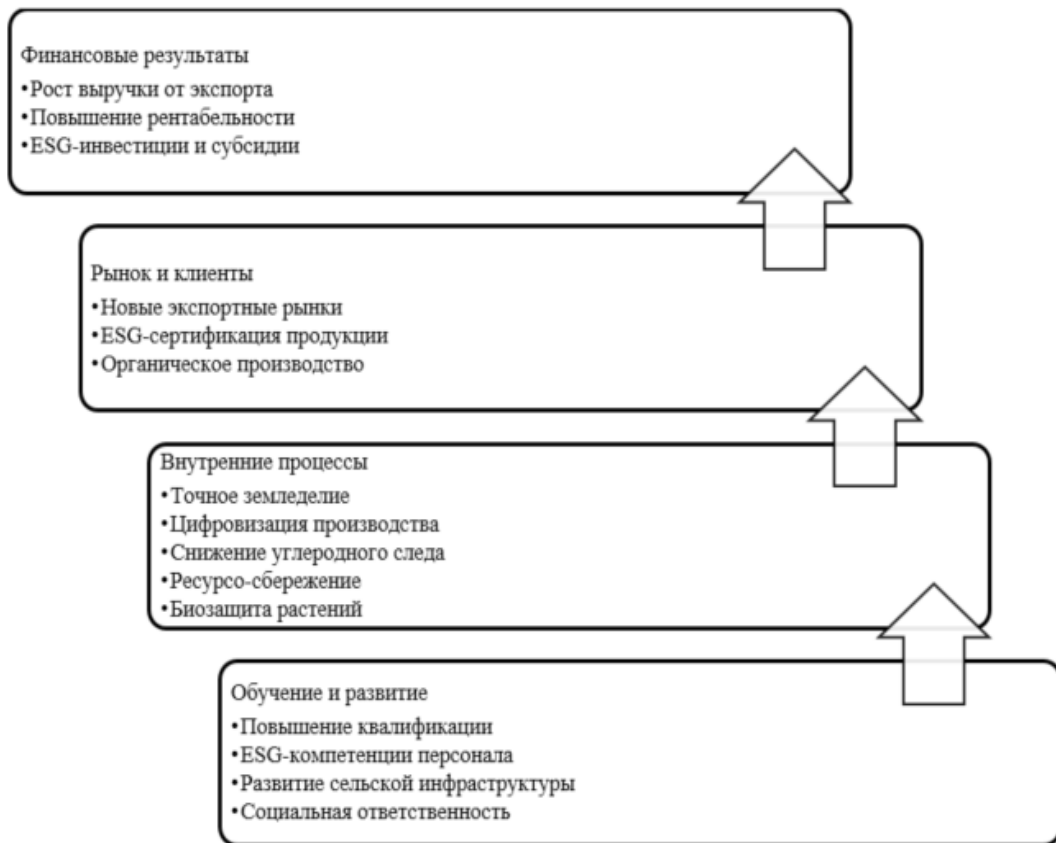 Финансовые результаты
•Рост выручки от экспорта
•Повышение рентабельности
•ESG-инвестиции и субсидии
Рынок и клиенты
•Новые экспортные рынки
•ESG-сертификация продукции
•Органическое производство
Внутренние процессы
•Точное земледелие
•Цифровизация производства
•Снижение углеродного следа
•Ресурсо-сбережение
•Биозащита растений
Обучение и развитие
•Повышение квалификации
•ESG-компетенции персонала
•Развитие сельской инфраструктуры
•Социальная ответственность